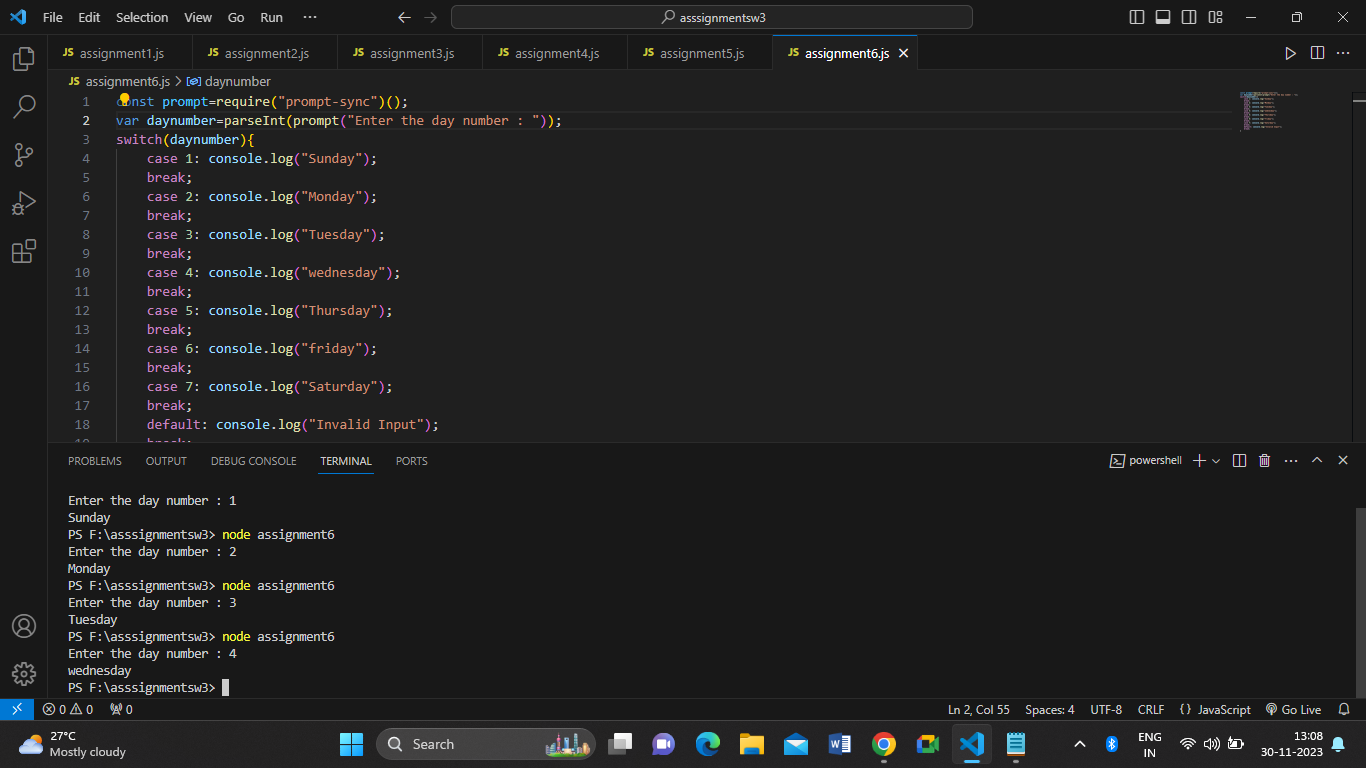 File Edit Selection View Go Run ··· asssignmentsw3
JS assignment1.js JS assignment2.js JS assignment3.js JS assignment4.js JS assignment5.js JS assignment6.js
JS assignment6.js > daynumber
1 const prompt=require("prompt-sync")();
2 var daynumber=parseInt(prompt("Enter the day number : "));
3 switch(daynumber){
4 case 1: console.log("Sunday");
5 break;
6 case 2: console.log("Monday");
7 break;
8 case 3: console.log("Tuesday");
9 break;
10 case 4: console.log("wednesday");
11 break;
12 case 5: console.log("Thursday");
13 break;
14 case 6: console.log("friday");
15 break;
16 case 7: console.log("Saturday");
17 break;
18 default: console.log("Invalid Input");
19 break;
PROBLEMS OUTPUT DEBUG CONSOLE TERMINAL PORTS powershell
Enter the day number : 1
Sunday
PS F:\asssignmentsw3> node assignment6
Enter the day number : 2
Monday
PS F:\asssignmentsw3> node assignment6
Enter the day number : 3
Tuesday
PS F:\asssignmentsw3> node assignment6
Enter the day number : 4
wednesday
PS F:\asssignmentsw3>
0 0 0 Ln 2, Col 55 Spaces: 4 UTF-8 CRLF {} JavaScript Go Live
27°C
Mostly cloudy
Search
ENG
IN
13:08
30-11-2023